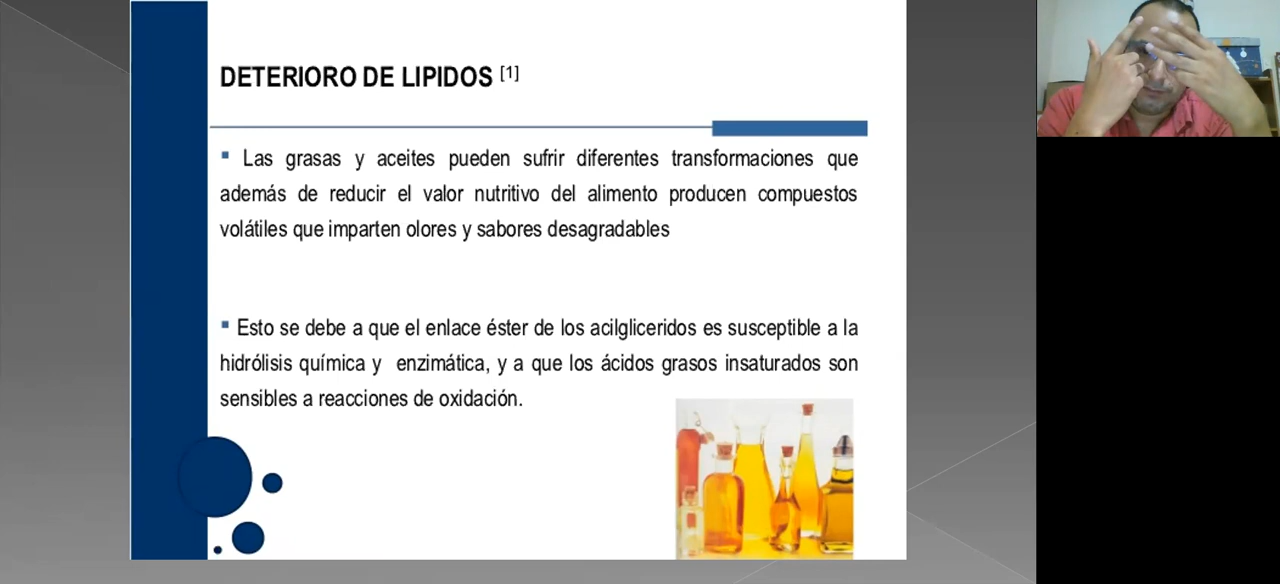 DETERIORO DE LIPIDOS [1]
▪ Las grasas y aceites pueden sufrir diferentes transformaciones que
además de reducir el valor nutritivo del alimento producen compuestos
volátiles que imparten olores y sabores desagradables
▪ Esto se debe a que el enlace éster de los acilgliceridos es susceptible a la
hidrólisis química y enzimática, y a que los ácidos grasos insaturados son
sensibles a reacciones de oxidación.